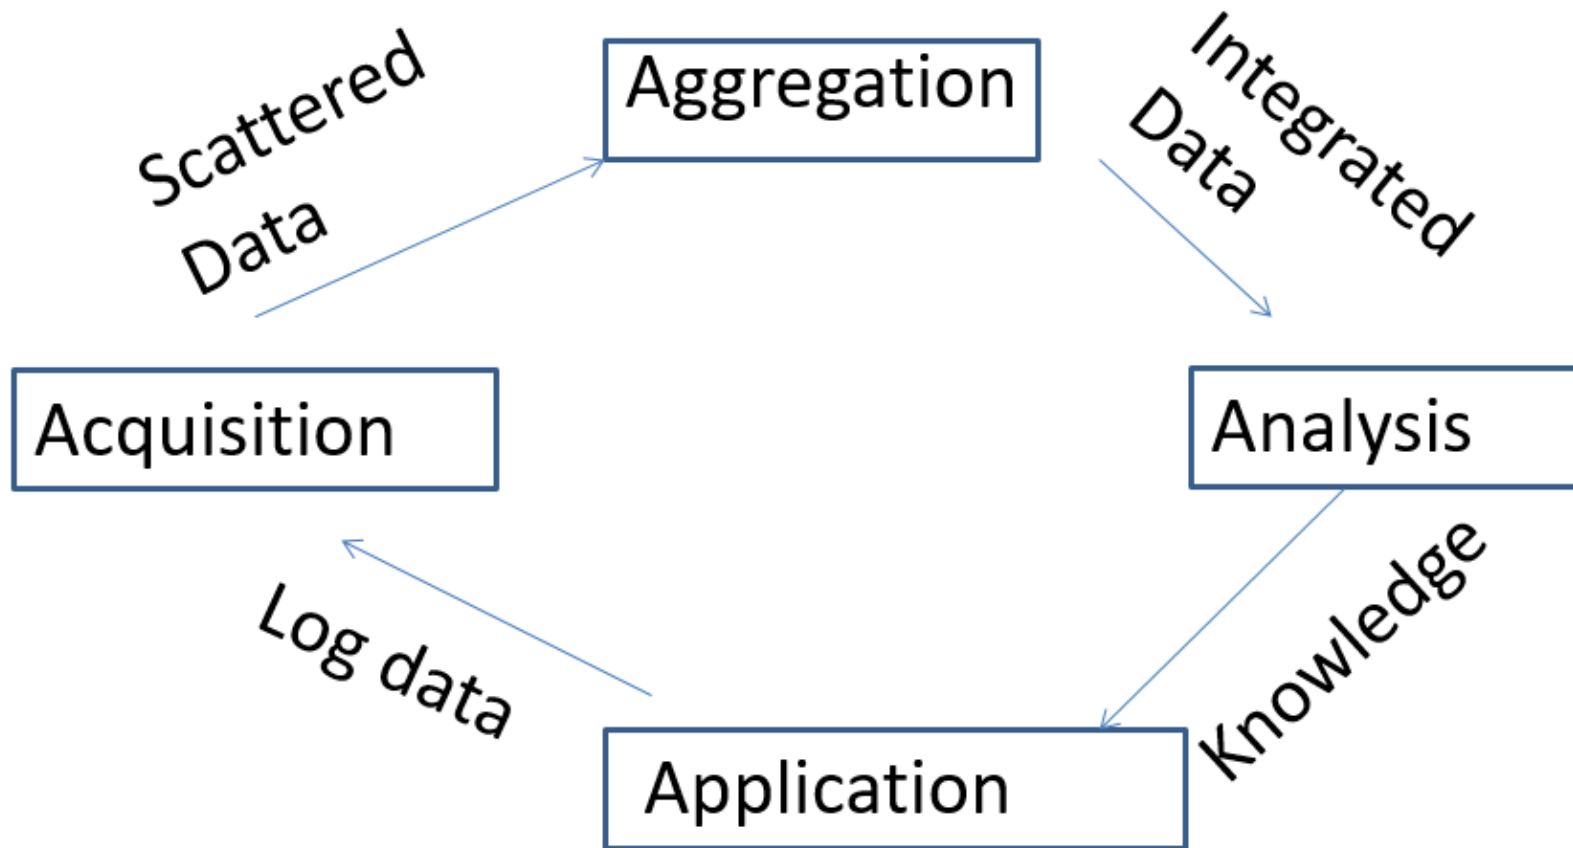 Scattered
Data
Aggregation
Integrated
Data
Acquisition
Analysis
Log data
Knowledge
Application